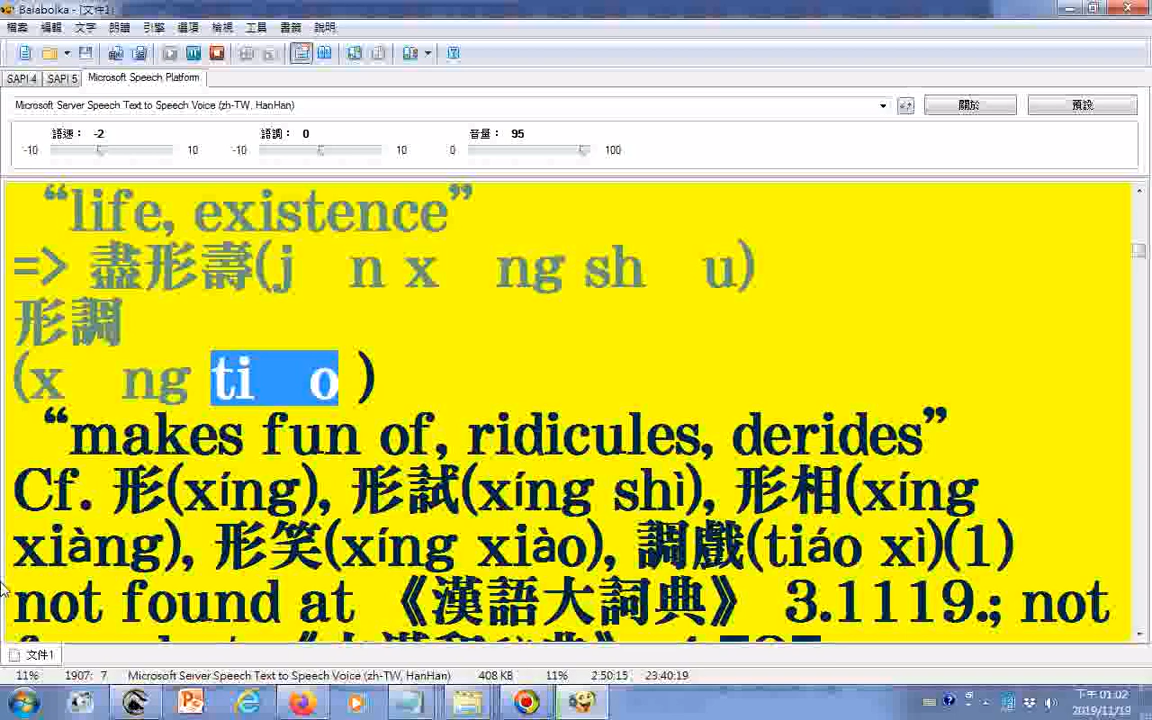 Balabolka - [文件1]
檔案 編輯 文字 朗讀 引擎 選項 檢視 工具 書籤 說明
SAPI 4 SAPI 5 Microsoft Speech Platform
Microsoft Server Speech Text to Speech Voice (zh-TW, HanHan) 關於 預設
語速： -2 語調： 0 音量： 95
-10 10 -10 10 0 100
“life, existence”
=> 盡形壽(j n x ng sh u)
形調
(x ng ti o )
“makes fun of, ridicules, derides”
Cf. 形(xíng), 形試(xíng shì), 形相(xíng
xiàng), 形笑(xíng xiào), 調戲(tiáo xì)(1)
not found at 《漢語大詞典》 3.1119.; not
文件1
11% 1907: 7 Microsoft Server Speech Text to Speech Voice (zh-TW, HanHan) 408 KB 11% 2:50:15 23:40:19
下午 01:02
2019/11/19